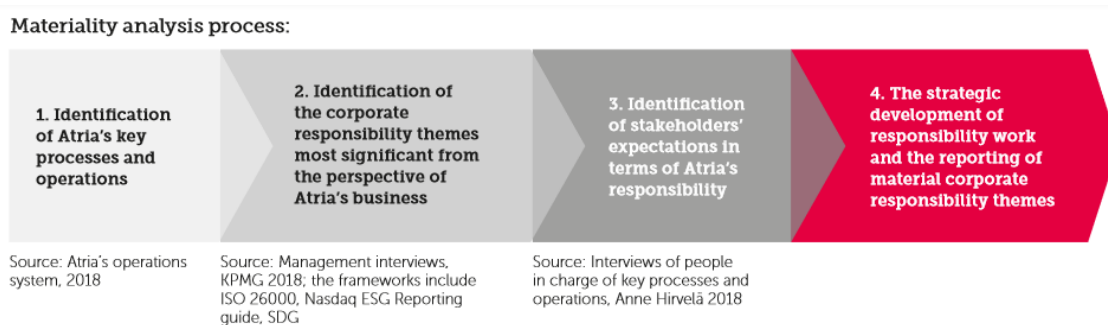 Materiality analysis process:
1. Identification
of Atria's key
processes and
operations
2. Identification of
the corporate
responsibility themes
most significant from
the perspective of
Atria's business
3. Identification
of stakeholders'
expectations in
terms of Atria's
responsibility
4. The strategic
development of
responsibility work
and the reporting of
material corporate
responsibility themes
Source: Atria's operations
system, 2018
Source: Management interviews,
KPMG 2018; the frameworks include
ISO 26000, Nasdaq ESG Reporting
guide, SDG
Source: Interviews of people
in charge of key processes and
operations, Anne Hirvelä 2018